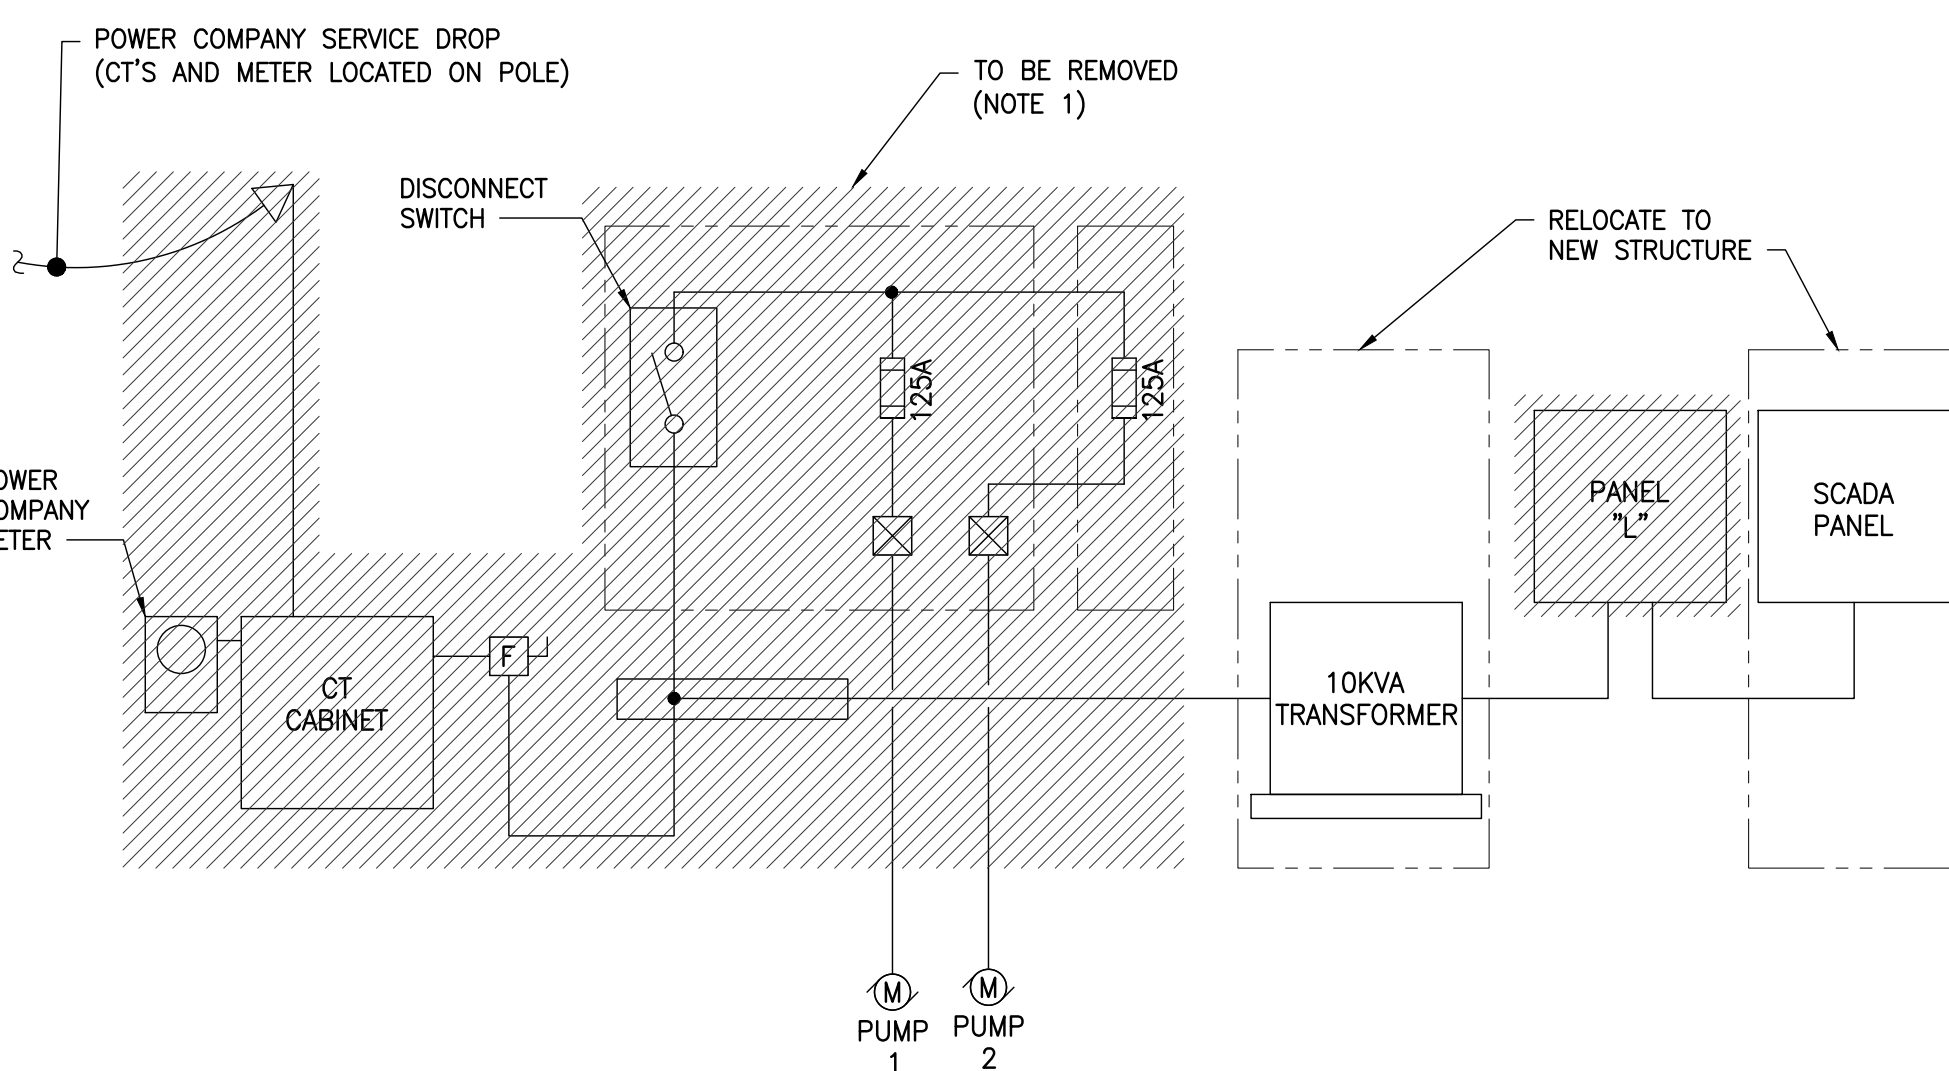 POWER COMPANY SERVICE DROP
(CT'S AND METER LOCATED ON POLE)
TO BE REMOVED
(NOTE 1)
DISCONNECT
SWITCH
RELOCATE TO
NEW STRUCTURE
125A
125A
OWER
OMPANY
ETER
PANEL
"L"
SCADA
PANEL
F
CT
CABINET
10KVA
TRANSFORMER
M
PUMP
1
M
PUMP
2